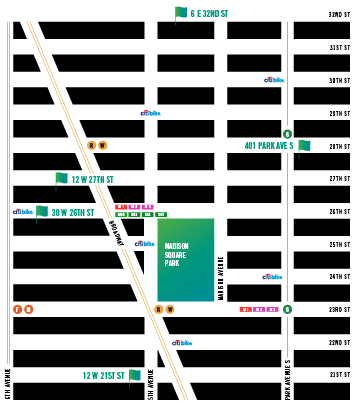 6 E 32ND ST
32ND ST
31ST ST
30TH ST
citibike
citibike
29TH ST
6
R W
401 PARK AVE S
28TH ST
12 W 27TH ST
27TH ST
citibike
30 W 26TH ST
M1 M2 M3
26TH ST
BROADWAY
citibike
MADISON
SQUARE
PARK
MADISON AVENUE
25TH ST
citibike
24TH ST
R W
6
23RD ST
citibike
22ND ST
12 W 21ST ST
21ST ST
6TH AVENUE
5TH AVENUE
PARK AVENUE S